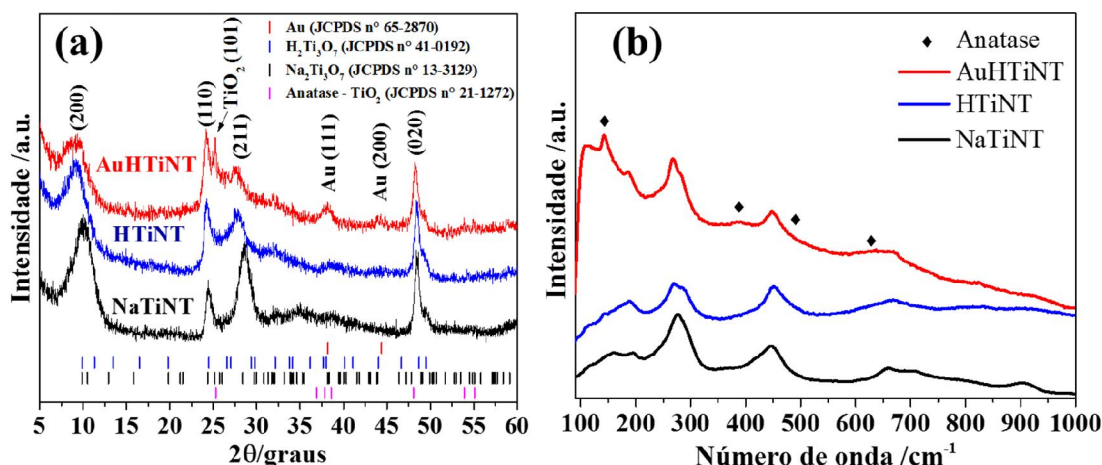 (a)
Au (JCPDS n° 65-2870)
H₂Ti₃O₇ (JCPDS n° 41-0192)
Na₂Ti₃O₇ (JCPDS n° 13-3129)
Anatase - TiO₂ (JCPDS n° 21-1272)
(200)
(110)
TiO₂ (101)
(211)
Au (111)
Au (200)
(020)
AuHTiNT
HTiNT
NaTiNT
Intensidade /a.u.
5 10 15 20 25 30 35 40 45 50 55 60
2θ/graus
(b)
Anatase
AuHTiNT
HTiNT
NaTiNT
Intensidade /a.u.
100 200 300 400 500 600 700 800 900 1000
Número de onda /cm⁻¹